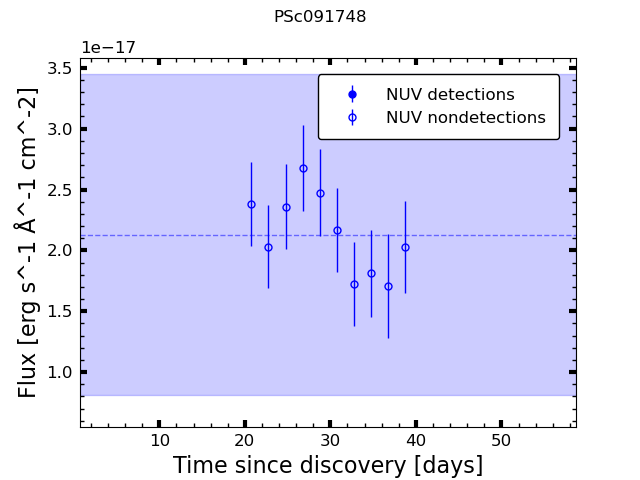 PSc091748
1e−17
3.5
3.0
2.5
2.0
1.5
1.0
Flux [erg s^-1 Å^-1 cm^-2]
NUV detections
NUV nondetections
10 20 30 40 50
Time since discovery [days]